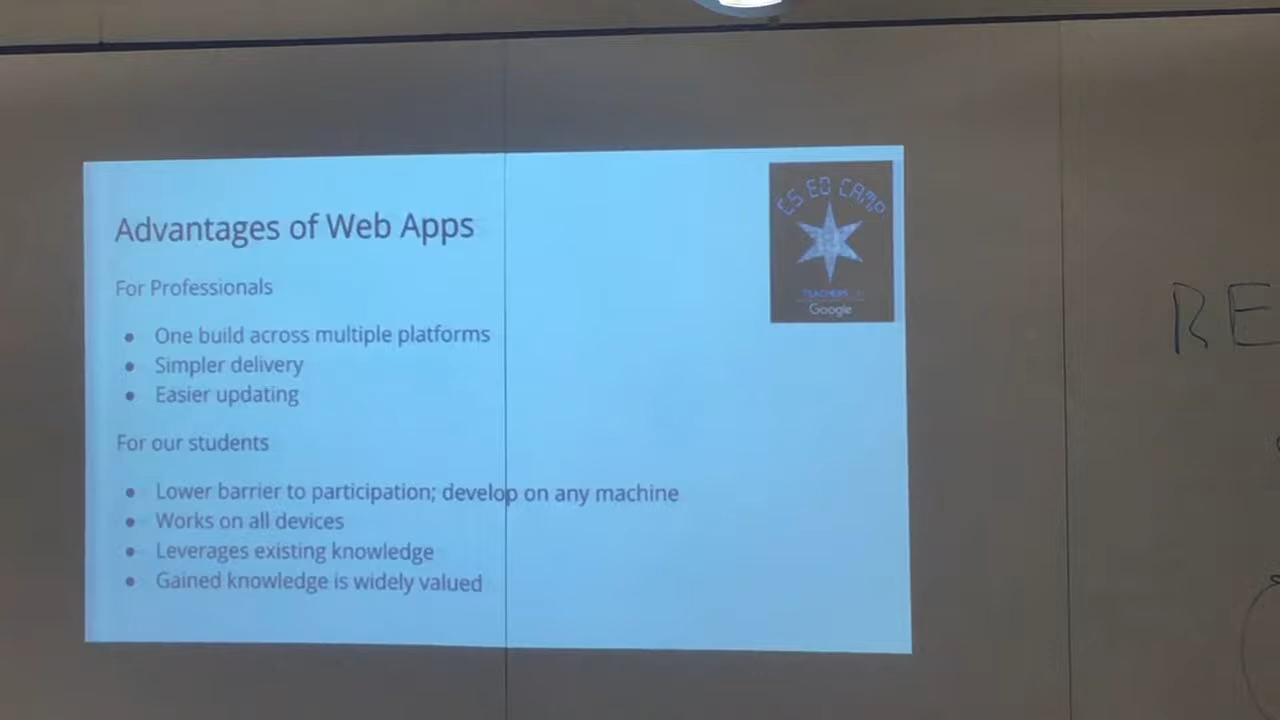 Advantages of Web Apps
For Professionals
● One build across multiple platforms
● Simpler delivery
● Easier updating
For our students
● Lower barrier to participation; develop on any machine
● Works on all devices
● Leverages existing knowledge
● Gained knowledge is widely valued
CS ED CAMP
TEACHERS
Google
RE